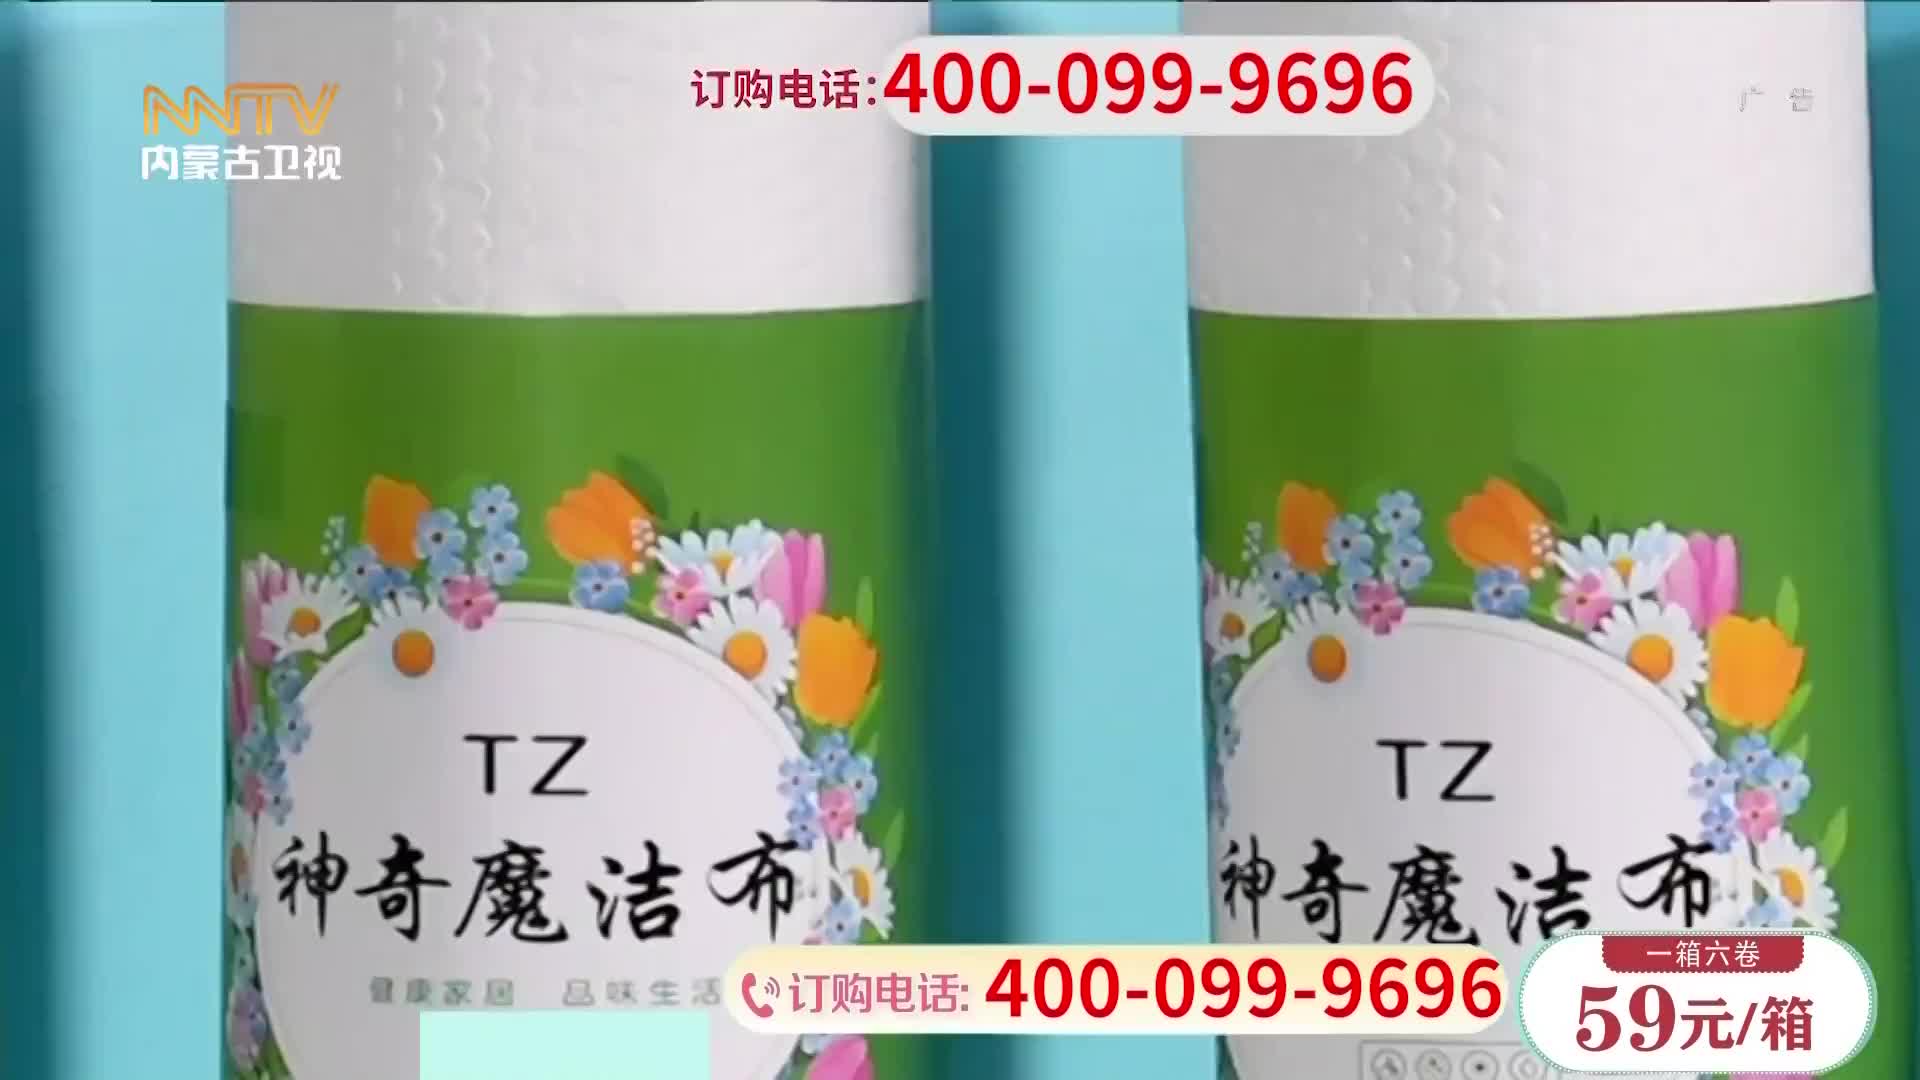 NMTV
内蒙古卫视
订购电话:400-099-9696
广告
TZ
神奇魔洁布
健康家居 品味生活
TZ
神奇魔洁布
订购电话:400-099-9696
一箱六卷
59元/箱